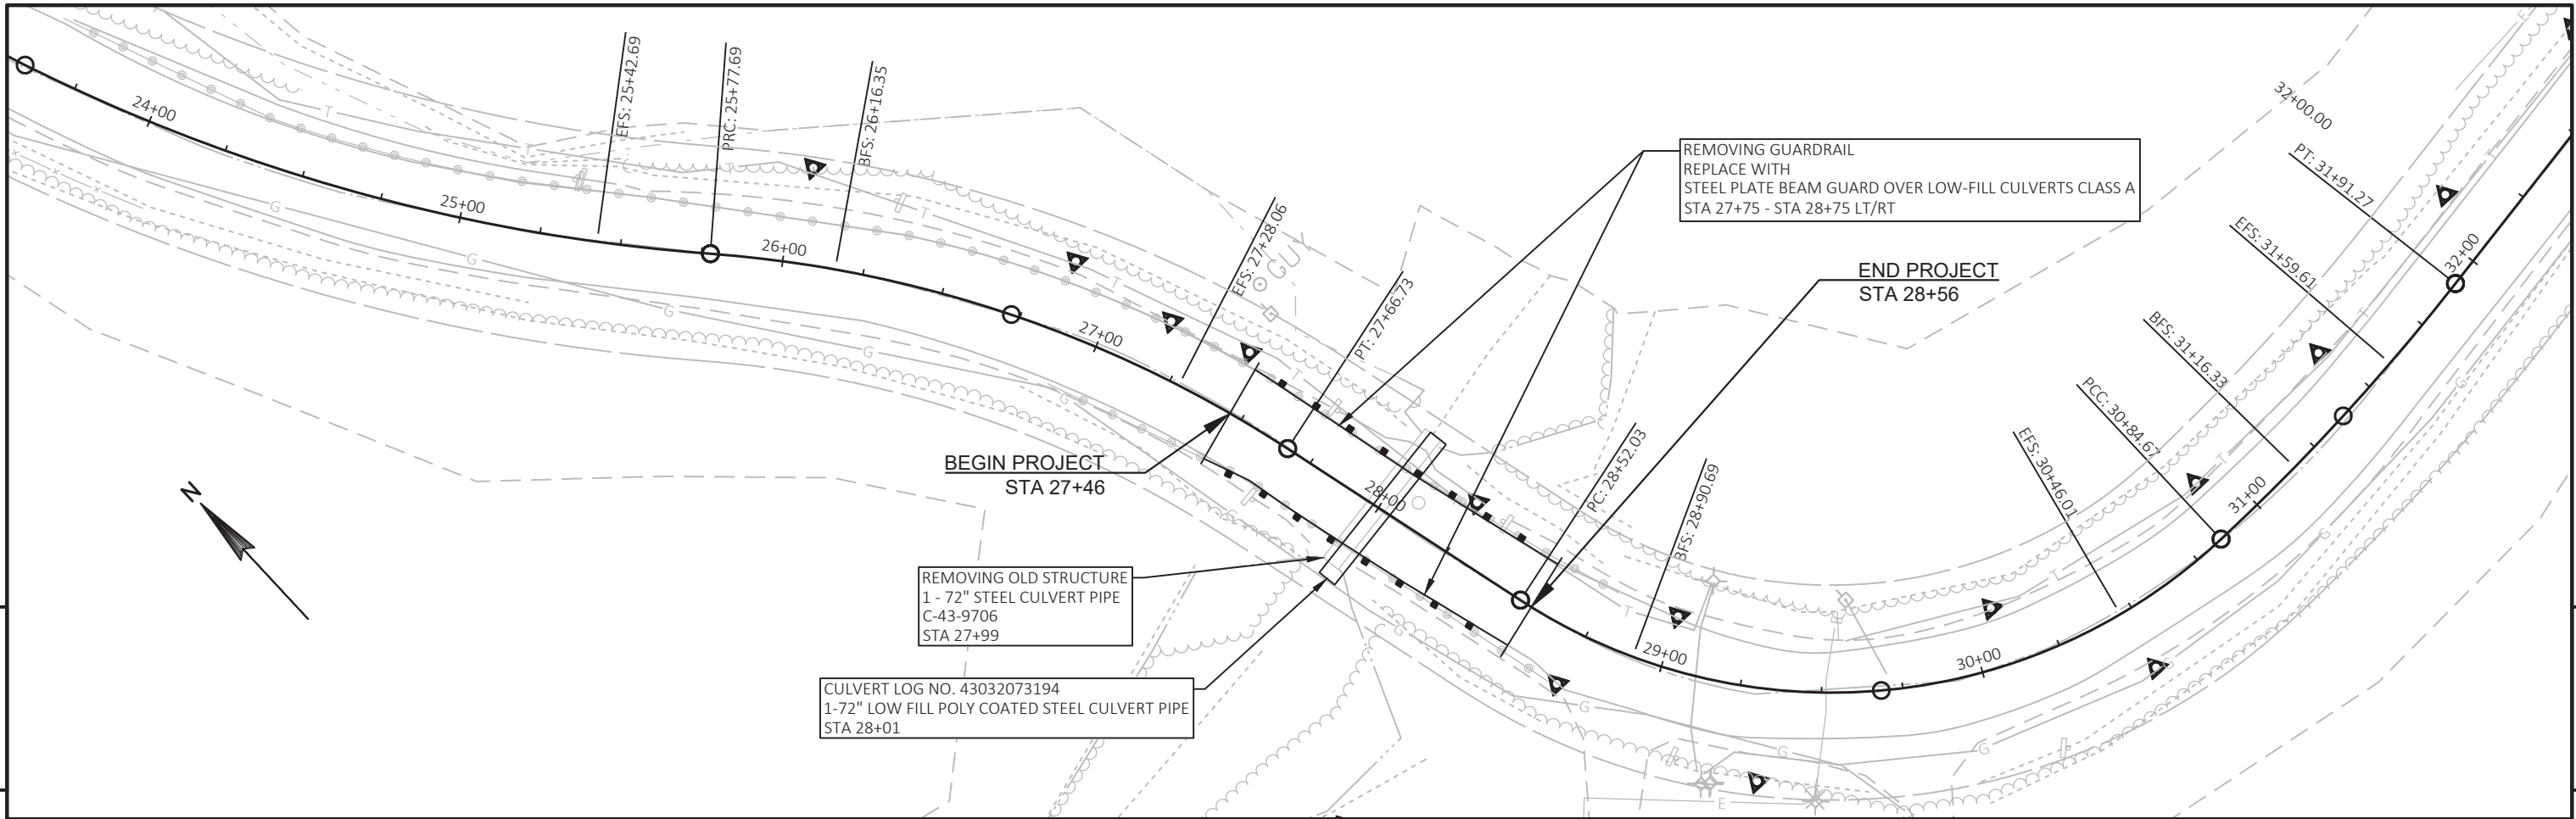 24+00
25+00
EFS: 25+42.69
PRC: 25+77.69
26+00
BFS: 26+16.35
27+00
EFS: 27+28.06
GUY
PT: 27+66.73
BEGIN PROJECT
STA 27+46
REMOVING GUARDRAIL
REPLACE WITH
STEEL PLATE BEAM GUARD OVER LOW-FILL CULVERTS CLASS A
STA 27+75 - STA 28+75 LT/RT
END PROJECT
STA 28+56
28+00
PC: 28+52.03
BFS: 28+90.69
29+00
30+00
EFS: 30+46.01
PCC: 30+84.67
31+00
BFS: 31+16.33
EFS: 31+59.61
PT: 31+91.27
32+00
32+00.00
N
REMOVING OLD STRUCTURE
1 - 72" STEEL CULVERT PIPE
C-43-9706
STA 27+99
CULVERT LOG NO. 43032073194
1-72" LOW FILL POLY COATED STEEL CULVERT PIPE
STA 28+01
T
T
T
T
T
T
T
T
T
G
G
G
G
G
G
G
G
G
G
G
E
E